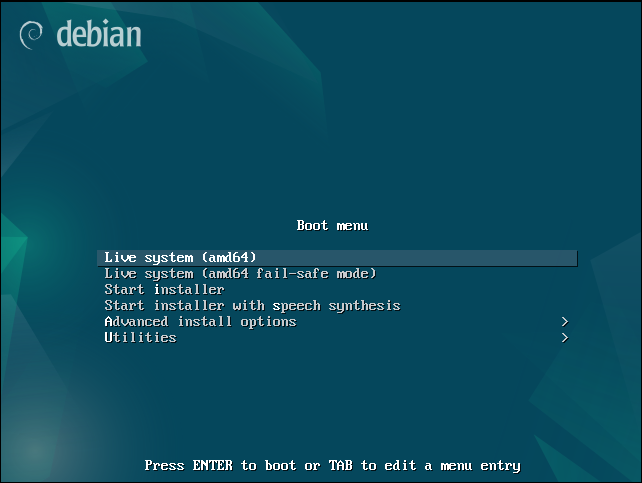 debian
Boot menu
Live system (amd64)
Live system (amd64 fail-safe mode)
Start installer
Start installer with speech synthesis
Advanced install options >
Utilities >
Press ENTER to boot or TAB to edit a menu entry